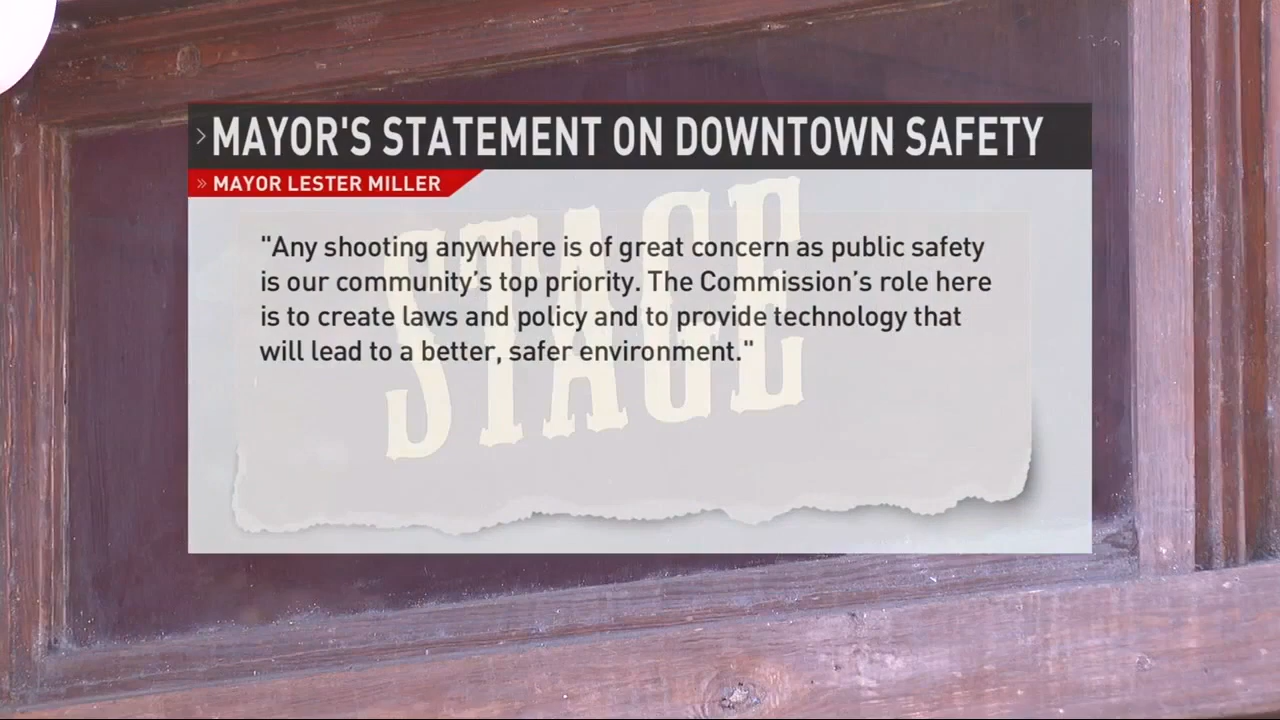 > MAYOR'S STATEMENT ON DOWNTOWN SAFETY
» MAYOR LESTER MILLER
"Any shooting anywhere is of great concern as public safety
is our community’s top priority. The Commission’s role here
is to create laws and policy and to provide technology that
will lead to a better, safer environment."
STAGE